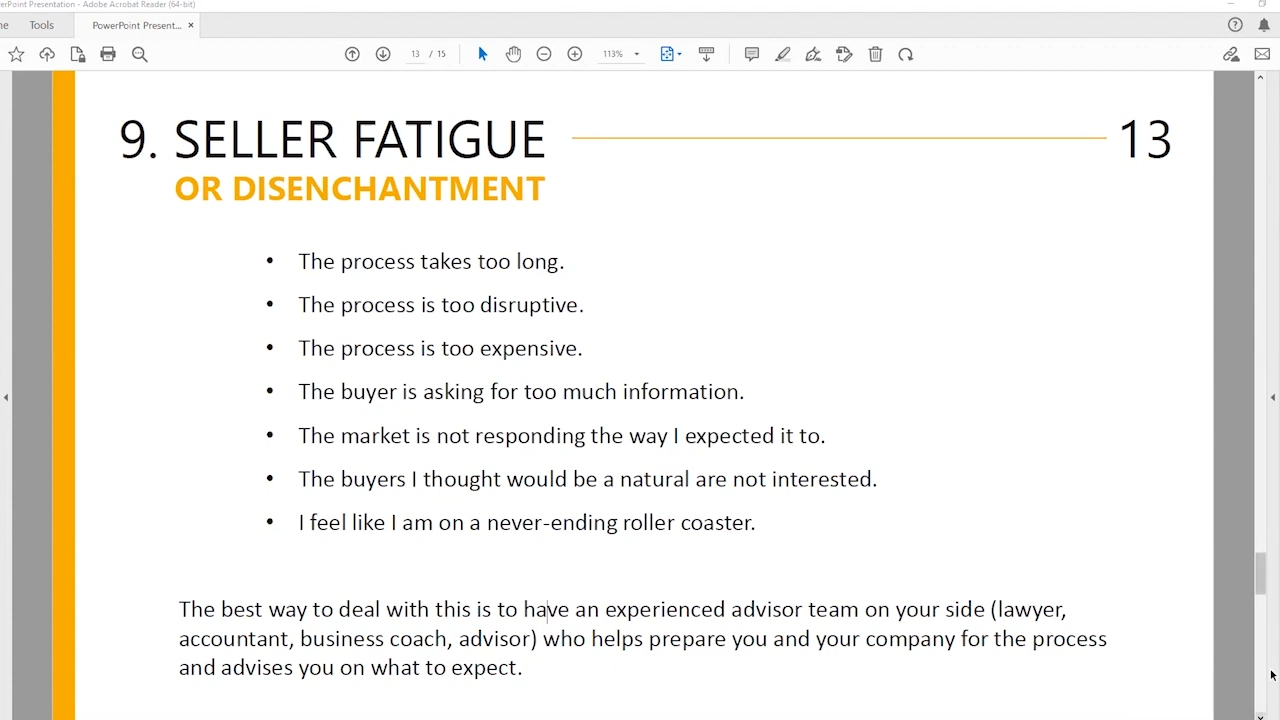 erPoint Presentation - Adobe Acrobat Reader (64-bit)
ne Tools PowerPoint Present... ×
13 / 15 113%
9. SELLER FATIGUE 13
OR DISENCHANTMENT
• The process takes too long.
• The process is too disruptive.
• The process is too expensive.
• The buyer is asking for too much information.
• The market is not responding the way I expected it to.
• The buyers I thought would be a natural are not interested.
• I feel like I am on a never-ending roller coaster.
The best way to deal with this is to have an experienced advisor team on your side (lawyer,
accountant, business coach, advisor) who helps prepare you and your company for the process
and advises you on what to expect.